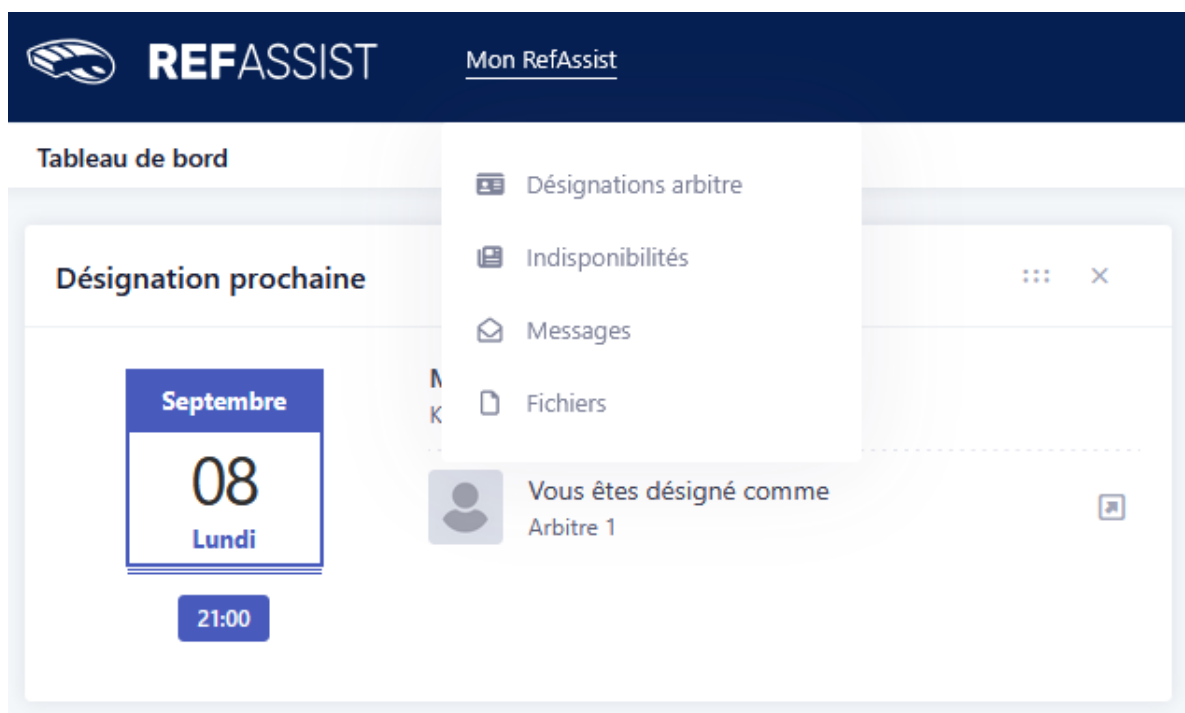 REFASSIST
Mon RefAssist
Tableau de bord
Désignations arbitre
Indisponibilités
Messages
Fichiers
Désignation prochaine
Septembre
08
Lundi
21:00
Vous êtes désigné comme
Arbitre 1